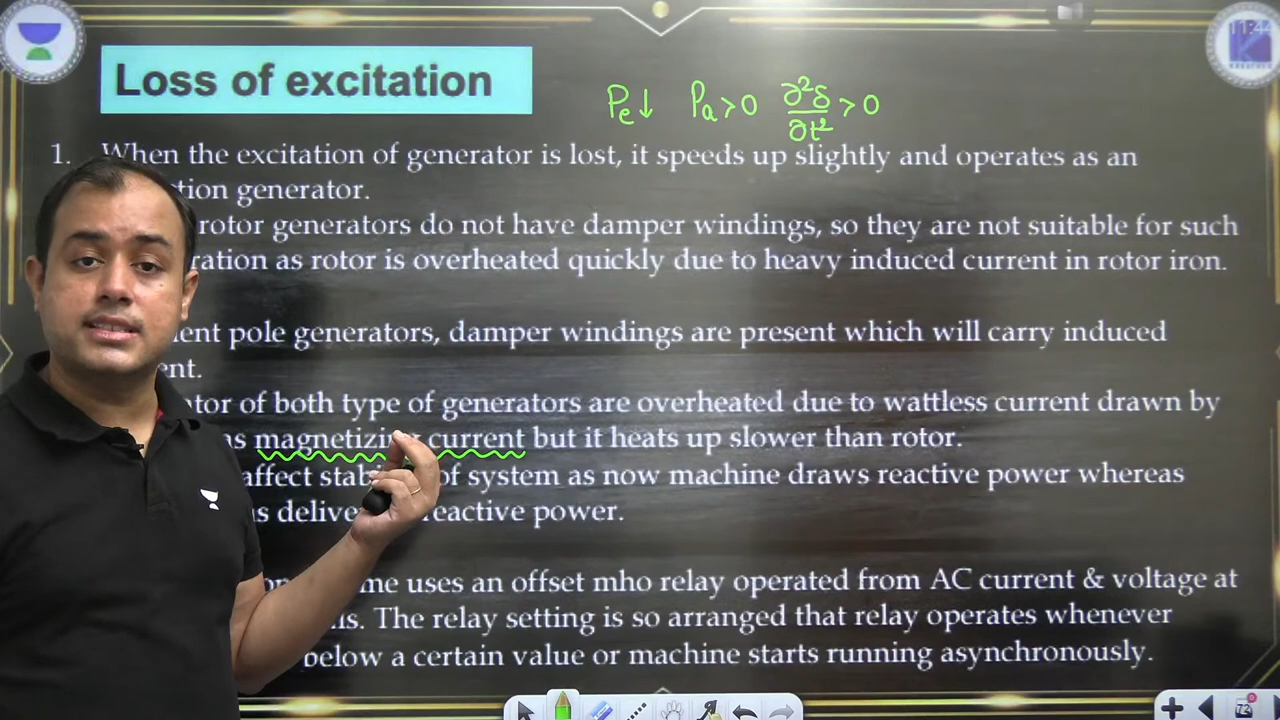 Loss of excitation
Pe↓ Pa>0 ∂²δ/∂t² >0
1. When the excitation of generator is lost, it speeds up slightly and operates as an
tion generator.
rotor generators do not have damper windings, so they are not suitable for such
ration as rotor is overheated quickly due to heavy induced current in rotor iron.
ent pole generators, damper windings are present which will carry induced
ent.
tor of both type of generators are overheated due to wattless current drawn by
as magnetizing current but it heats up slower than rotor.
affect stab of system as now machine draws reactive power whereas
s delive reactive power.
me uses an offset mho relay operated from AC current & voltage at
ls. The relay setting is so arranged that relay operates whenever
below a certain value or machine starts running asynchronously.
11:44